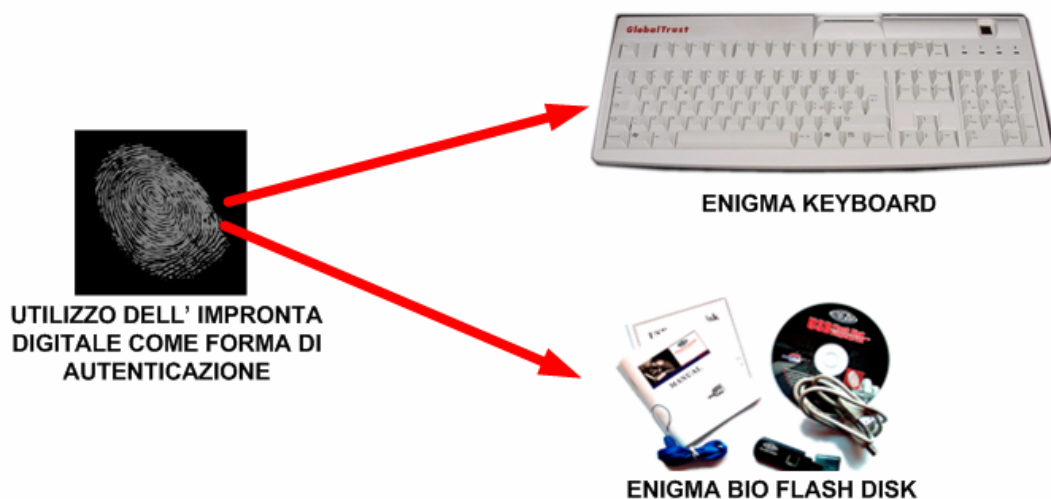 GlobalTrust
ENIGMA KEYBOARD
UTILIZZO DELL’ IMPRONTA
DIGITALE COME FORMA DI
AUTENTICAZIONE
MANUAL
ENIGMA BIO FLASH DISK